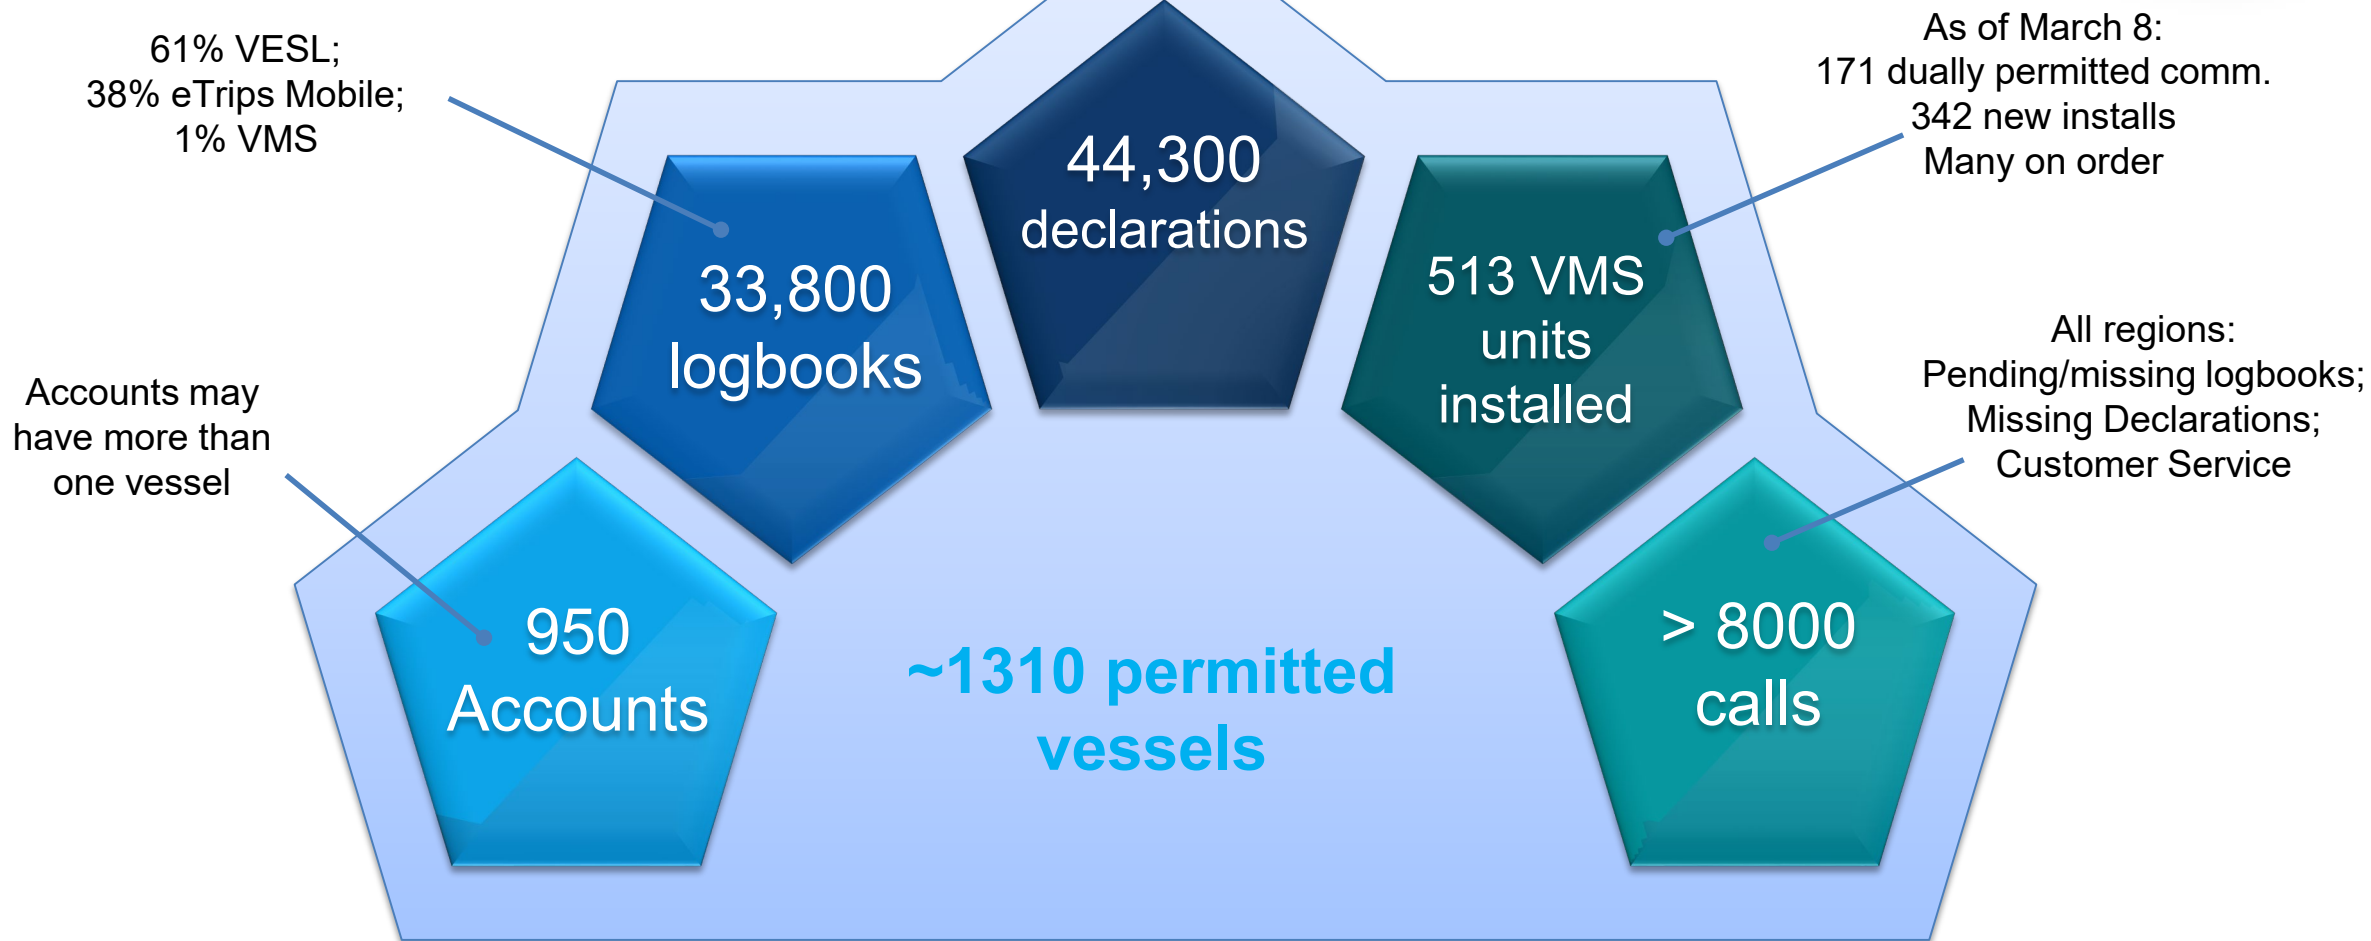 61% VESL;
38% eTrips Mobile;
1% VMS
As of March 8:
171 dually permitted comm.
342 new installs
Many on order
44,300
declarations
33,800
logbooks
513 VMS
units
installed
Accounts may
have more than
one vessel
All regions:
Pending/missing logbooks;
Missing Declarations;
Customer Service
950
Accounts
~1310 permitted
vessels
> 8000
calls